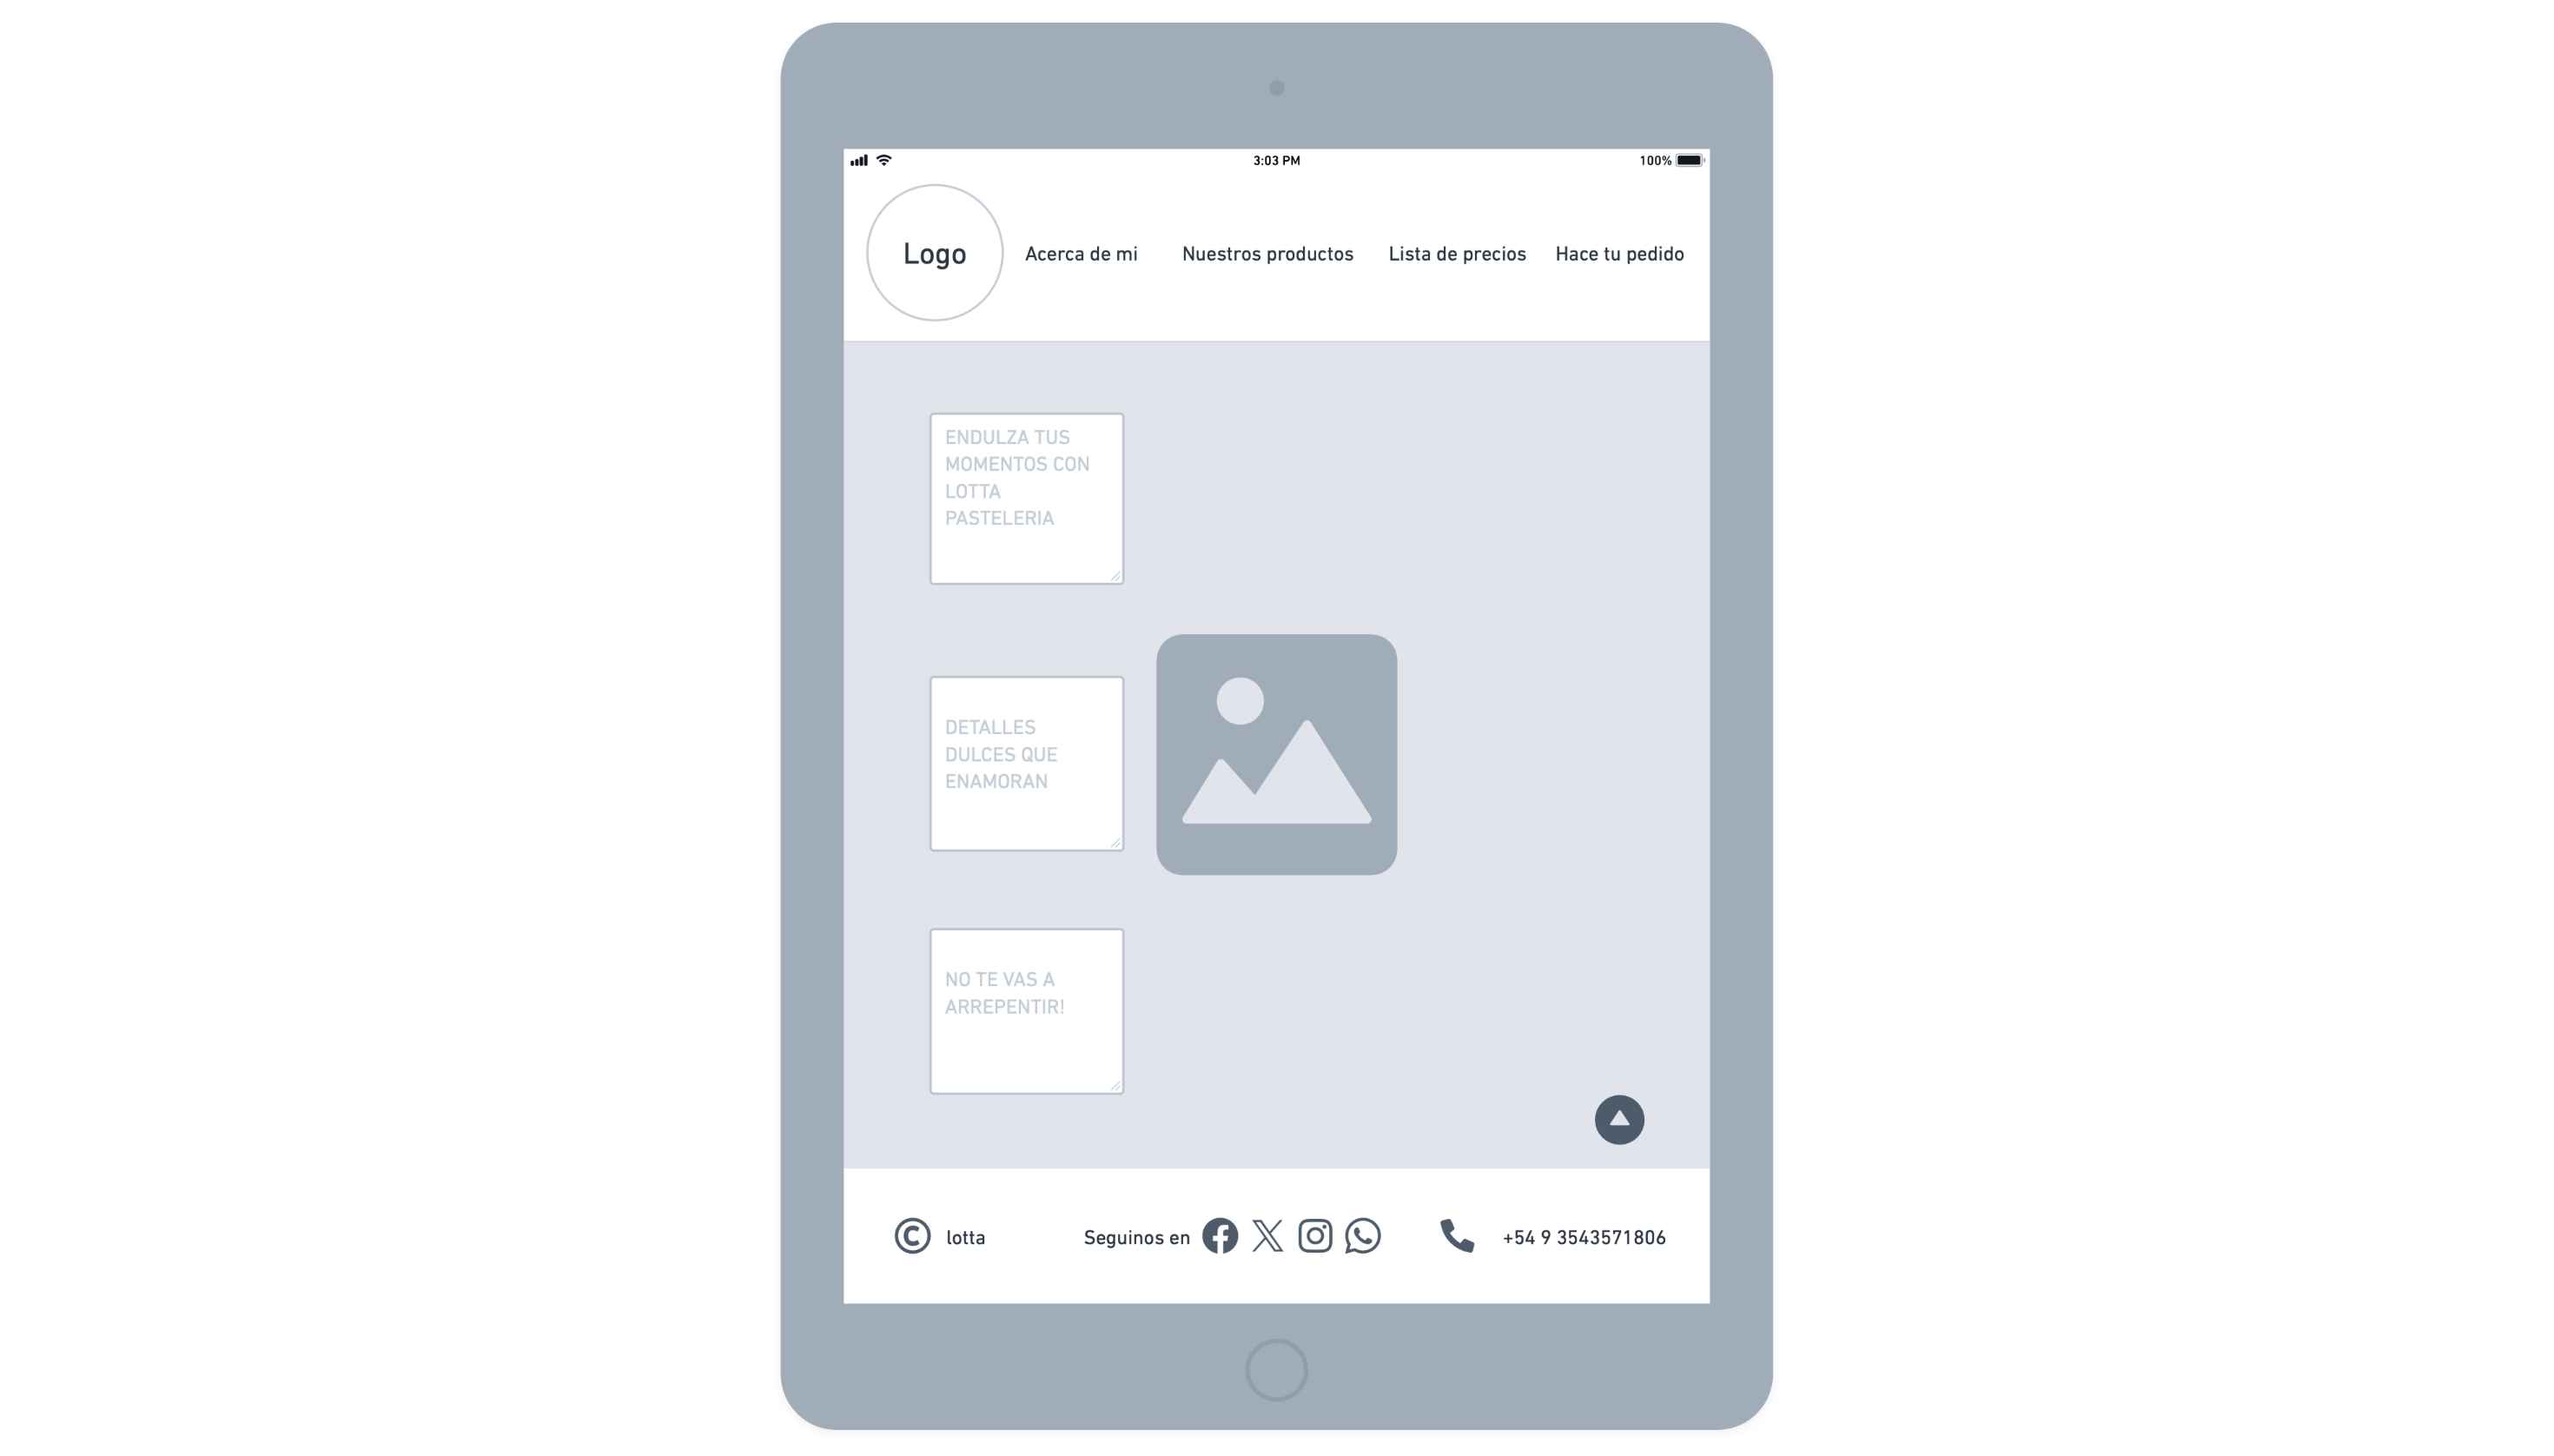 3:03 PM
100%
Logo
Acerca de mi
Nuestros productos
Lista de precios
Hace tu pedido
ENDULZA TUS
MOMENTOS CON
LOTTA
PASTELERIA
DETALLES
DULCES QUE
ENAMORAN
NO TE VAS A
ARREPENTIR!
© lotta
Seguinos en
+54 9 3543571806